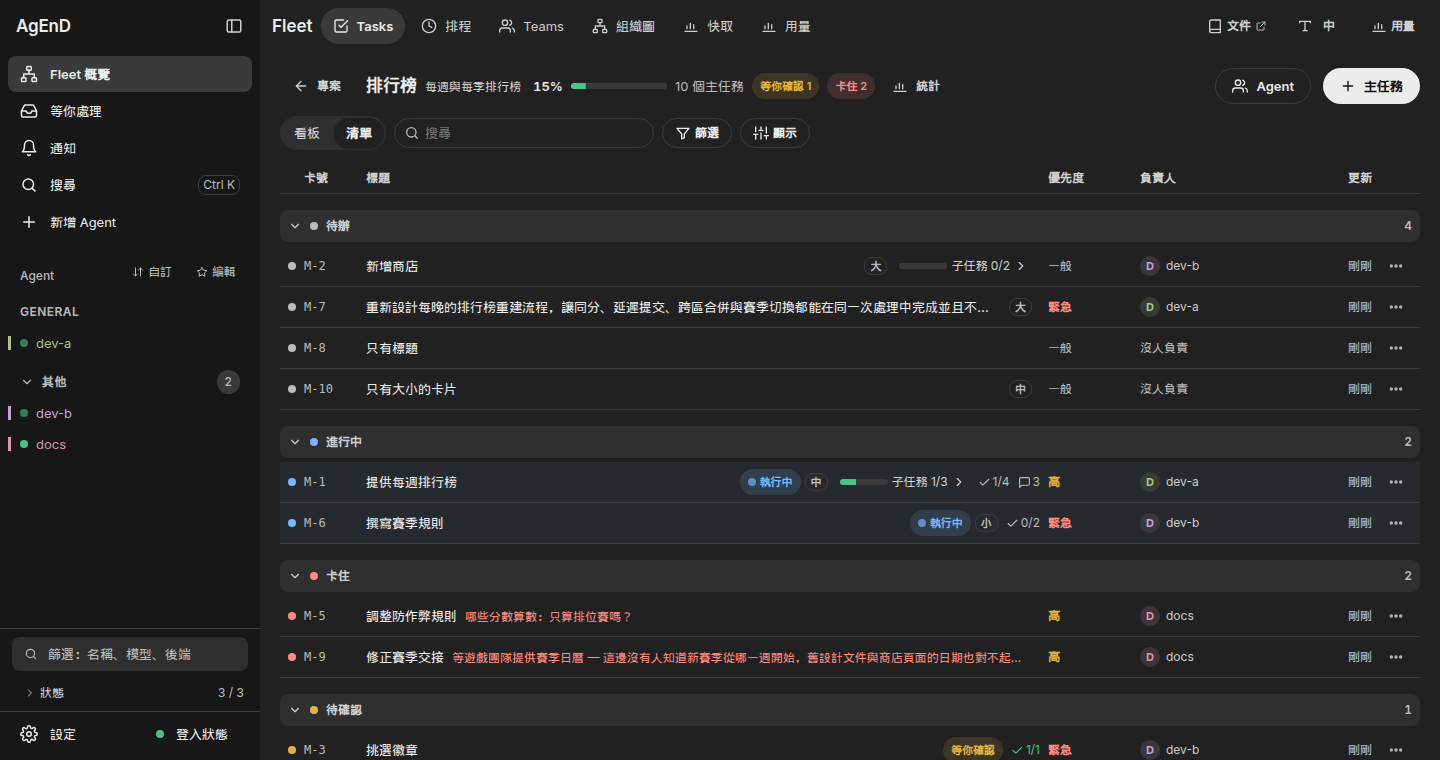 AgEnD
Fleet 概覽
等你處理
通知
搜尋 Ctrl K
新增 Agent
Agent 自訂 編輯
GENERAL
dev-a
其他 2
dev-b
docs
篩選：名稱、模型、後端
狀態 3 / 3
設定 登入狀態
Fleet Tasks 排程 Teams 組織圖 快取 用量 文件 中 用量
專案 排行榜 每週與每季排行榜 15% 10 個主任務 等你確認 1 卡住 2 統計 Agent 主任務
看板 清單 搜尋 篩選 顯示
卡號 標題 優先度 負責人 更新
待辦 4
M-2 新增商店 大 子任務 0/2 一般 D dev-b 剛剛
M-7 重新設計每晚的排行榜重建流程，讓同分、延遲提交、跨區合併與賽季切換都能在同一次處理中完成並且不… 大 緊急 D dev-a 剛剛
M-8 只有標題 一般 沒人負責 剛剛
M-10 只有大小的卡片 中 一般 沒人負責 剛剛
進行中 2
M-1 提供每週排行榜 執行中 中 子任務 1/3 1/4 3 高 D dev-a 剛剛
M-6 撰寫賽季規則 執行中 小 0/2 緊急 D dev-b 剛剛
卡住 2
M-5 調整防作弊規則 哪些分數算數：只算排位賽嗎？ 高 D docs 剛剛
M-9 修正賽季交接 等遊戲團隊提供賽季日曆 — 這邊沒有人知道新賽季從哪一週開始，舊設計文件與商店頁面的日期也對不起… 高 D docs 剛剛
待確認 1
M-3 挑選徽章 等你確認 1/1 緊急 D dev-b 剛剛